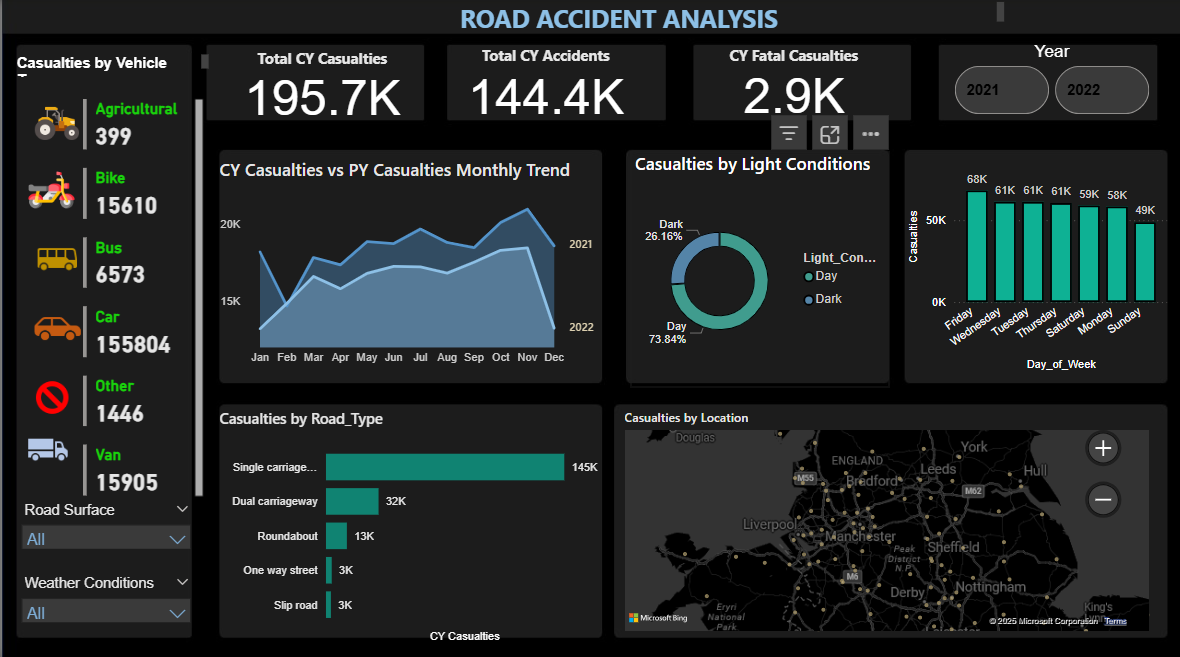 ROAD ACCIDENT ANALYSIS
Casualties by Vehicle
Agricultural
399
Bike
15610
Bus
6573
Car
155804
Other
1446
Van
15905
Road Surface
All
Weather Conditions
All
Total CY Casualties
195.7K
Total CY Accidents
144.4K
CY Fatal Casualties
2.9K
Year
2021
2022
CY Casualties vs PY Casualties Monthly Trend
20K
15K
2021
2022
Jan Feb Mar Apr May Jun Jul Aug Sep Oct Nov Dec
Casualties by Light Conditions
Dark
26.16%
Day
73.84%
Light_Con...
Day
Dark
Casualties
50K
0K
68K 61K 61K 61K 59K 58K 49K
Friday Wednesday Tuesday Thursday Saturday Monday Sunday
Day_of_Week
Casualties by Road_Type
Single carriage... 145K
Dual carriageway 32K
Roundabout 13K
One way street 3K
Slip road 3K
CY Casualties
Casualties by Location
Douglas
York
ENGLAND
Leeds
Hull
M55
Bradford
M62
Liverpool
Manchester
Peak
District
N.P.
Sheffield
M6
Derby
Nottingham
Eryri
National
Park
King's
Lynn
Microsoft Bing
© 2025 Microsoft Corporation Terms